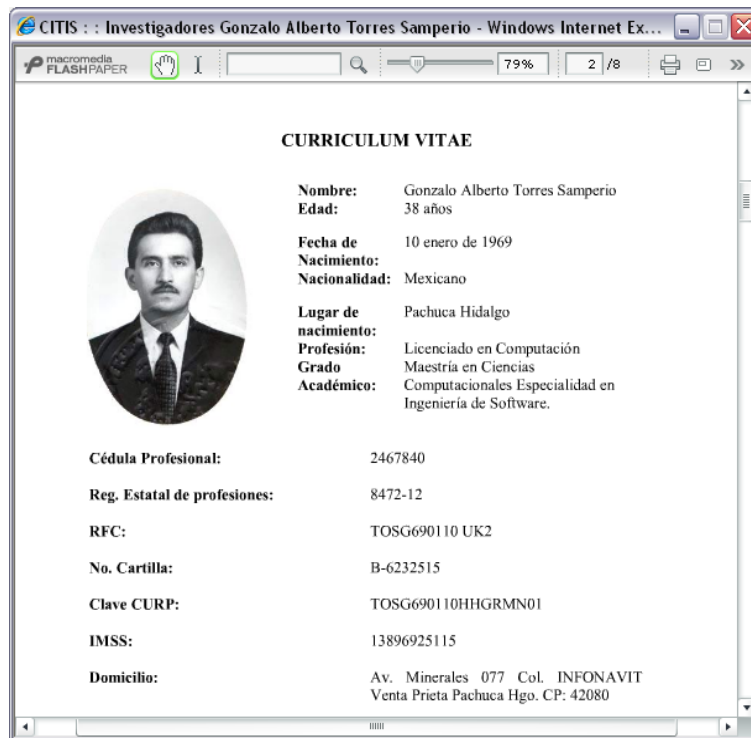 CITIS : : Investigadores Gonzalo Alberto Torres Samperio - Windows Internet Ex...
macromedia
FLASHPAPER
79%
2 /8
CURRICULUM VITAE
Nombre: Gonzalo Alberto Torres Samperio
Edad: 38 años
Fecha de 10 enero de 1969
Nacimiento:
Nacionalidad: Mexicano
Lugar de Pachuca Hidalgo
nacimiento:
Profesión: Licenciado en Computación
Grado Maestría en Ciencias
Académico: Computacionales Especialidad en
Ingeniería de Software.
Cédula Profesional: 2467840
Reg. Estatal de profesiones: 8472-12
RFC: TOSG690110 UK2
No. Cartilla: B-6232515
Clave CURP: TOSG690110HHGRMN01
IMSS: 13896925115
Domicilio: Av. Minerales 077 Col. INFONAVIT
Venta Prieta Pachuca Hgo. CP: 42080